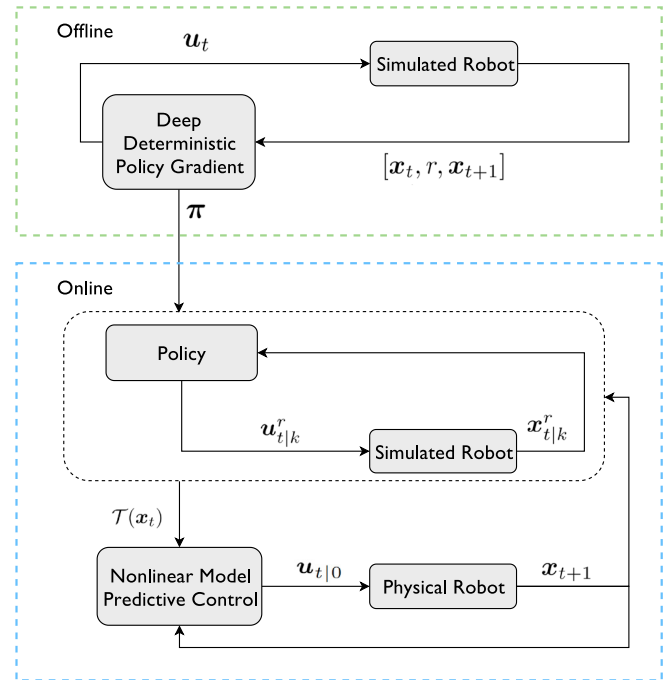 Offline
𝒖_t
Simulated Robot
Deep
Deterministic
Policy Gradient
[𝒙_t, r, 𝒙_{t+1}]
𝝅
Online
Policy
𝒖^r_{t|k}
𝒙^r_{t|k}
Simulated Robot
𝒯(𝒙_t)
Nonlinear Model
Predictive Control
𝒖_{t|0}
Physical Robot
𝒙_{t+1}